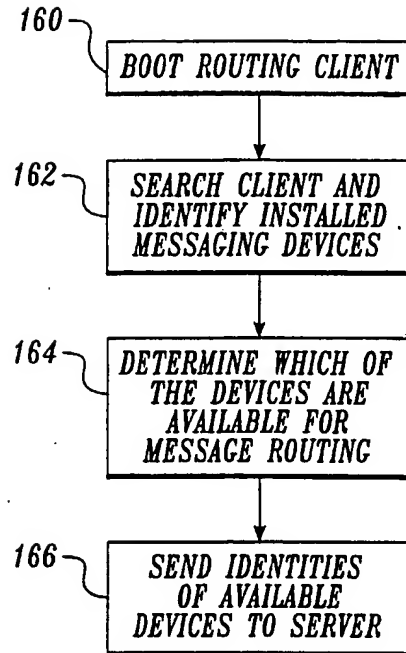 160
BOOT ROUTING CLIENT
162
SEARCH CLIENT AND
IDENTIFY INSTALLED
MESSAGING DEVICES
164
DETERMINE WHICH OF
THE DEVICES ARE
AVAILABLE FOR
MESSAGE ROUTING
166
SEND IDENTITIES
OF AVAILABLE
DEVICES TO SERVER